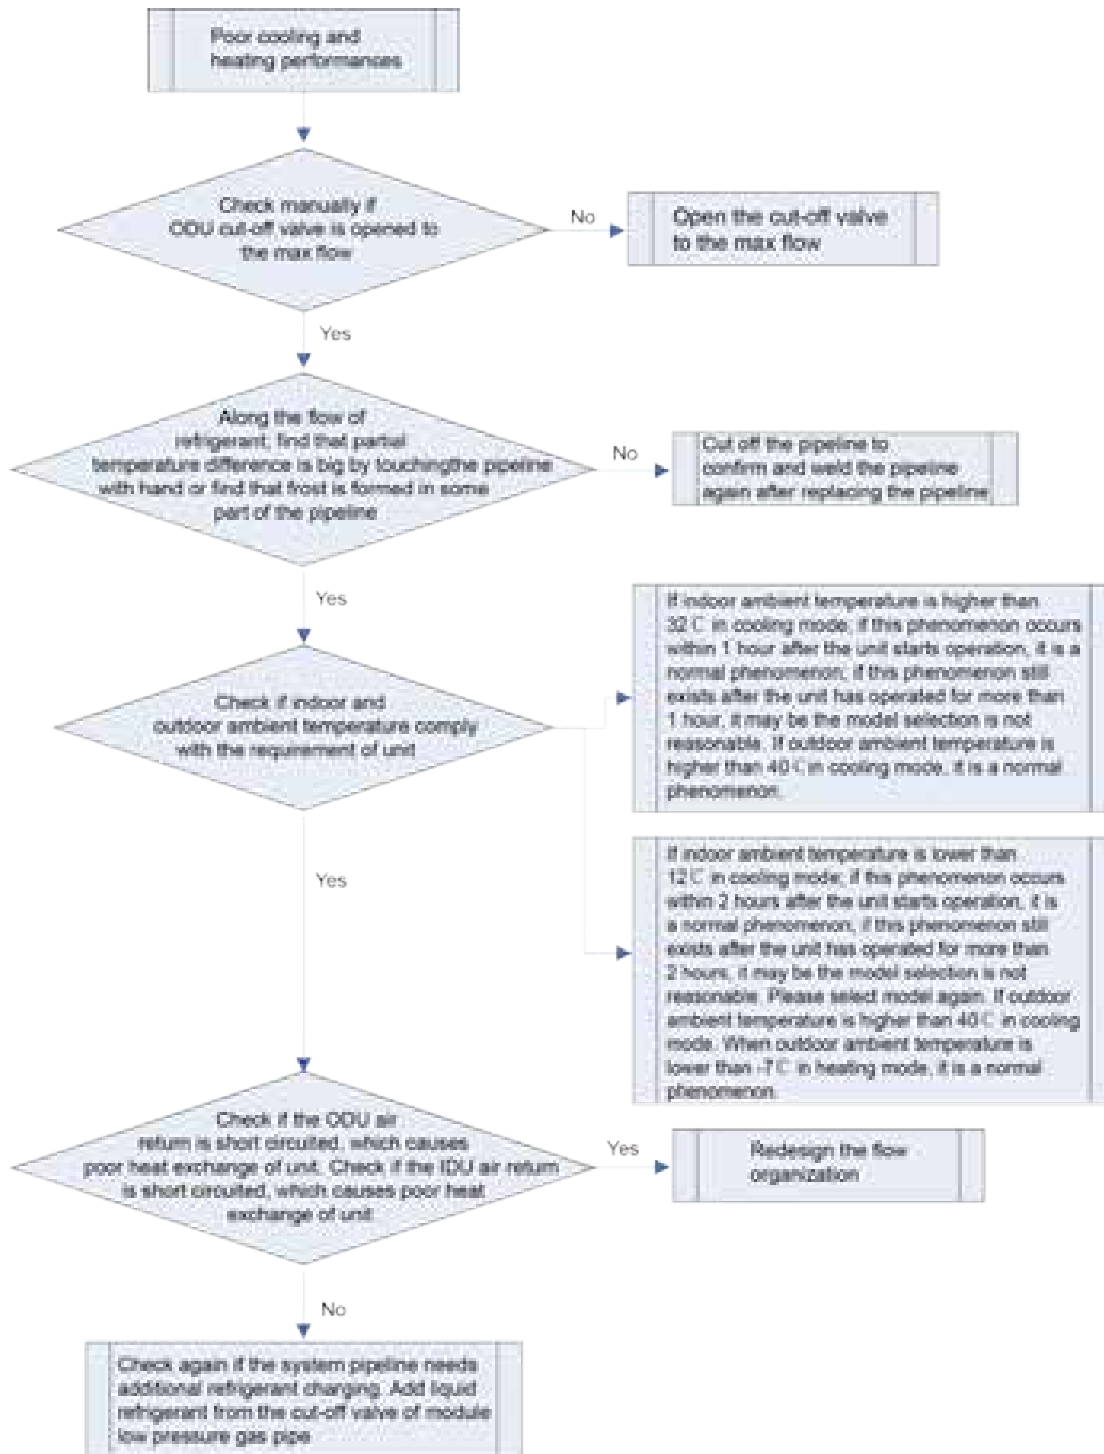 Poor cooling and
heating performances
Check manually if
ODU cut-off valve is opened to
the max flow
No
Open the cut-off valve
to the max flow
Yes
Along the flow of
refrigerant, find that partial
temperature difference is big by touchingthe pipeline
with hand or find that frost is formed in some
part of the pipeline
No
Cut off the pipeline to
confirm and weld the pipeline
again after replacing the pipeline
Yes
Check if indoor and
outdoor ambient temperature comply
with the requirement of unit
If indoor ambient temperature is higher than
32℃ in cooling mode, if this phenomenon occurs
within 1 hour after the unit starts operation, it is a
normal phenomenon, if this phenomenon still
exists after the unit has operated for more than
1 hour, it may be the model selection is not
reasonable. If outdoor ambient temperature is
higher than 40℃ in cooling mode, it is a normal
phenomenon.
Yes
If indoor ambient temperature is lower than
12℃ in cooling mode, if this phenomenon occurs
within 2 hours after the unit starts operation, it is
a normal phenomenon, if this phenomenon still
exists after the unit has operated for more than
2 hours, it may be the model selection is not
reasonable. Please select model again. If outdoor
ambient temperature is higher than 40℃ in cooling
mode. When outdoor ambient temperature is
lower than -7℃ in heating mode, it is a normal
phenomenon.
Check if the ODU air
return is short circuited, which causes
poor heat exchange of unit. Check if the IDU air return
is short circuited, which causes poor heat
exchange of unit
Yes
Redesign the flow
organization
No
Check again if the system pipeline needs
additional refrigerant charging. Add liquid
refrigerant from the cut-off valve of module
low pressure gas pipe